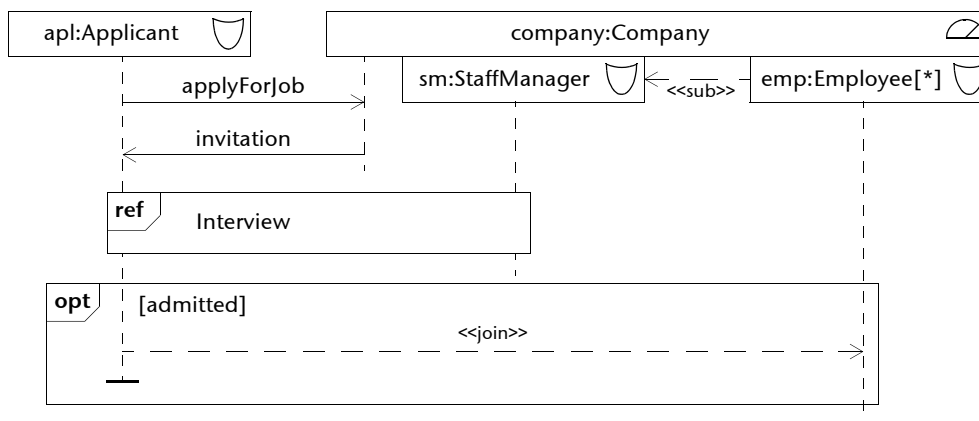 apl:Applicant
company:Company
sm:StaffManager
<<sub>>
emp:Employee[*]
applyForJob
invitation
ref
Interview
opt
[admitted]
<<join>>